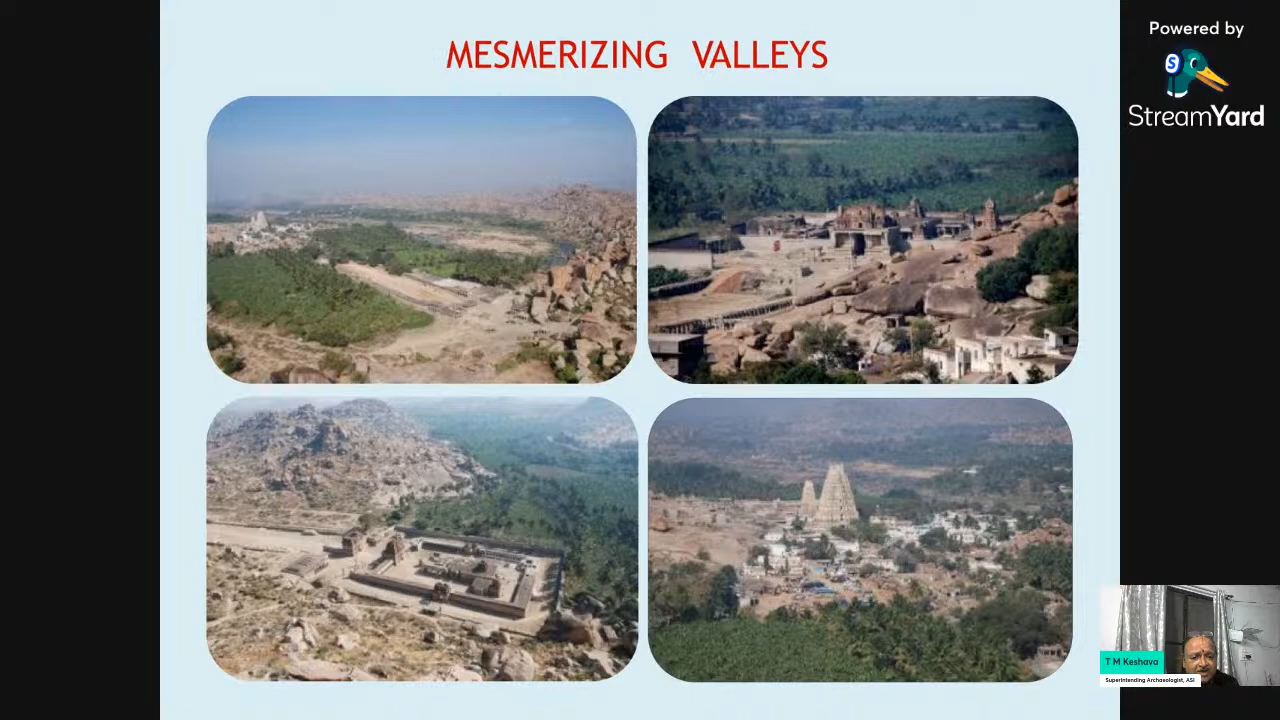 MESMERIZING VALLEYS
Powered by
S
StreamYard
T M Keshava
Superintending Archaeologist, ASI